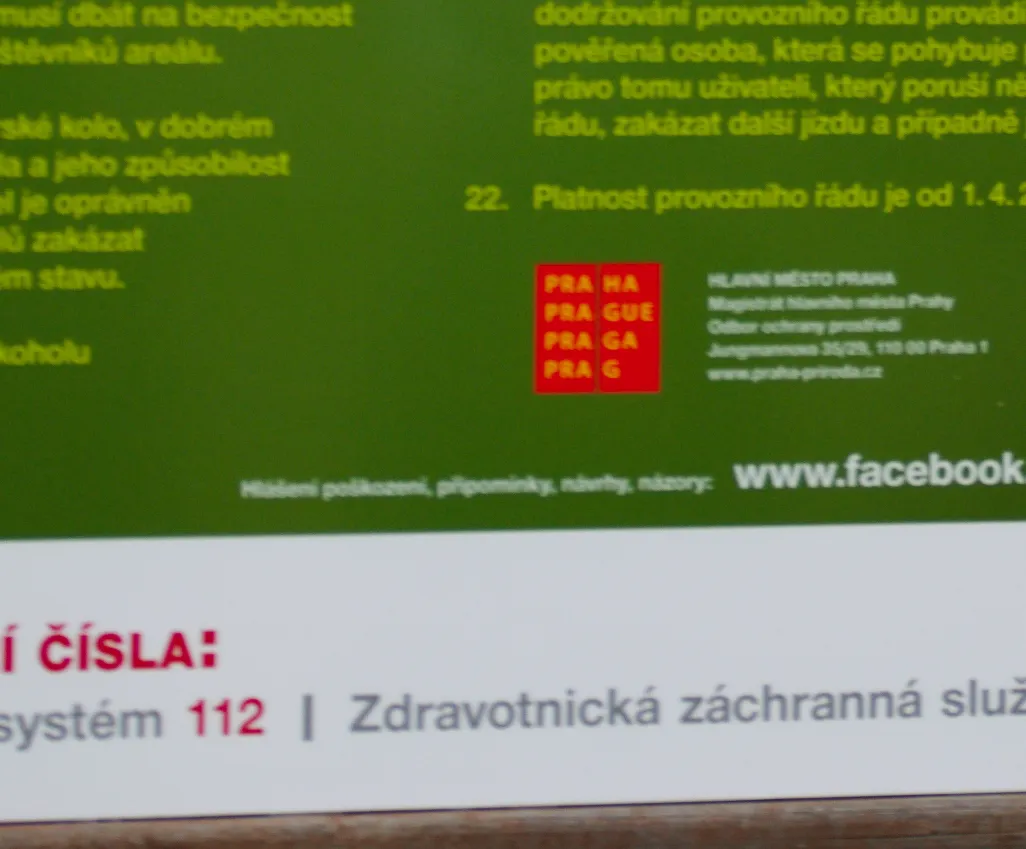 musí dbát na bezpečnost
štěvníků areálu.
ské kolo, v dobrém
la a jeho způsobilost
el je oprávněn
lů zakázat
ém stavu.
koholu
dodržování provozního řádu provádí
pověřená osoba, která se pohybuje
právo tomu uživateli, který poruší ně
řádu, zakázat další jízdu a případně
22. Platnost provozního řádu je od 1. 4. 2
PRA HA
PRA GUE
PRA GA
PRA G
HLAVNÍ MĚSTO PRAHA
Magistrát hlavního města Prahy
Odbor ochrany prostředí
Jungmannova 35/29, 110 00 Praha 1
www.praha-priroda.cz
Hlášení poškození, připomínky, návrhy, názory: www.facebook
Í ČÍSLA:
systém 112 | Zdravotnická záchranná služ